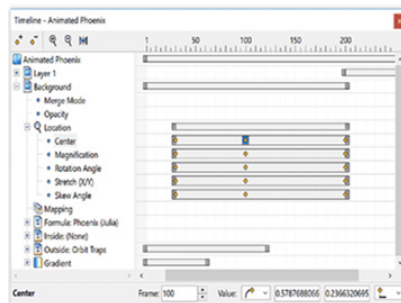 Timeline - Animated Phoenix
1 50 100 150 200
Animated Phoenix
Layer 1
Background
Merge Mode
Opacity
Location
Center
Magnification
Rotation Angle
Stretch (X/Y)
Skew Angle
Mapping
Formula: Phoenix (Julia)
Inside: (None)
Outside: Orbit Traps
Gradient
Center Frame: 100 Value: 0.5787688066 0.2366320695